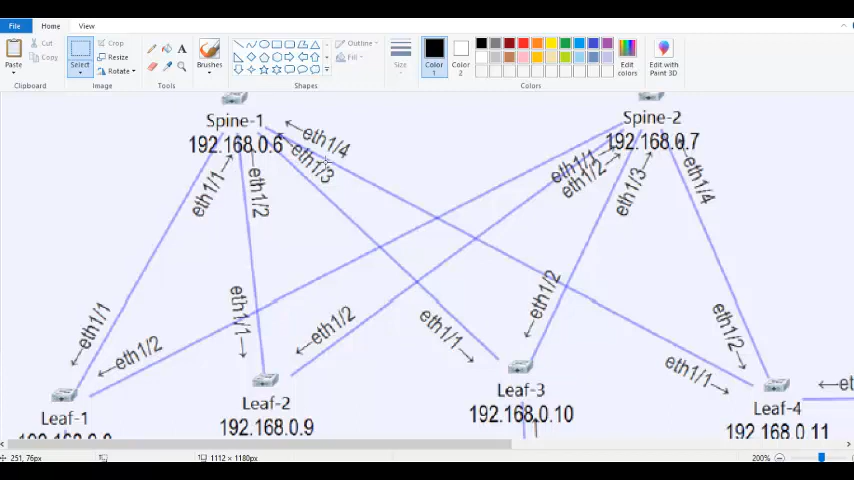 File Home View
Cut
Copy
Paste
Clipboard
Select
Crop
Resize
Rotate
Image
A
Tools
Brushes
Outline
Fill
Shapes
Size
Color 1
Color 2
Edit colors
Colors
Edit with Paint 3D
Spine-1
192.168.0.6
Spine-2
192.168.0.7
eth1/4
eth1/3
eth1/1
eth1/2
eth1/1
eth1/2
eth1/3
eth1/4
eth1/1
eth1/2
eth1/1
eth1/2
eth1/1
eth1/2
eth1/1
eth1/2
Leaf-1
Leaf-2
192.168.0.9
Leaf-3
192.168.0.10
Leaf-4
192.168.0.11
251, 76px
1112 × 1180px
200%